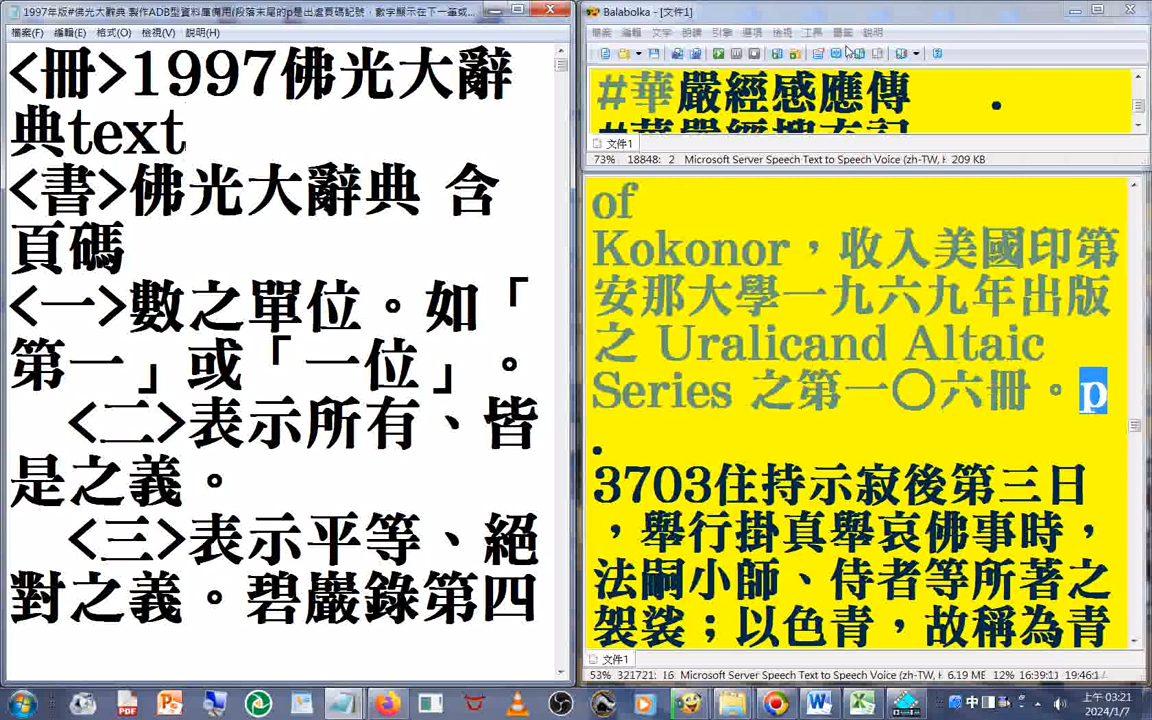 1997年版#佛光大辭典 製作ADB型資料庫備用(段落末尾的p是出處頁碼記號，數字顯示在下一筆或...
檔案(F) 編輯(E) 格式(O) 檢視(V) 說明(H)
<冊>1997佛光大辭
典text
<書>佛光大辭典 含
頁碼
<一>數之單位。如「
第一」或「一位」。
<二>表示所有、皆
是之義。
<三>表示平等、絕
對之義。碧巖錄第四
Balabolka - [文件1]
檔案 編輯 文字 朗讀 引擎 選項 檢視 工具 視窗 說明
#華嚴經感應傳 .
#華嚴經搜玄記
文件1
73% 18848: 2 Microsoft Server Speech Text to Speech Voice (zh-TW, H 209 KB
of
Kokonor，收入美國印第
安那大學一九六九年出版
之 Uralicand Altaic
Series 之第一〇六冊。p
.
3703住持示寂後第三日
，舉行掛真舉哀佛事時，
法嗣小師、侍者等所著之
袈裟；以色青，故稱為青
文件1
53% 321721: 16 Microsoft Server Speech Text to Speech Voice (zh-TW, H 6.19 ME 12% 16:39:1 19:46:1
PDF
中
上午 03:21
2024/1/7